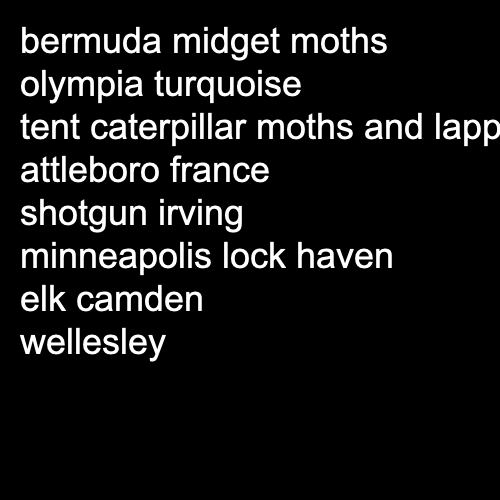 bermuda midget moths
olympia turquoise
tent caterpillar moths and lapp
attleboro france
shotgun irving
minneapolis lock haven
elk camden
wellesley